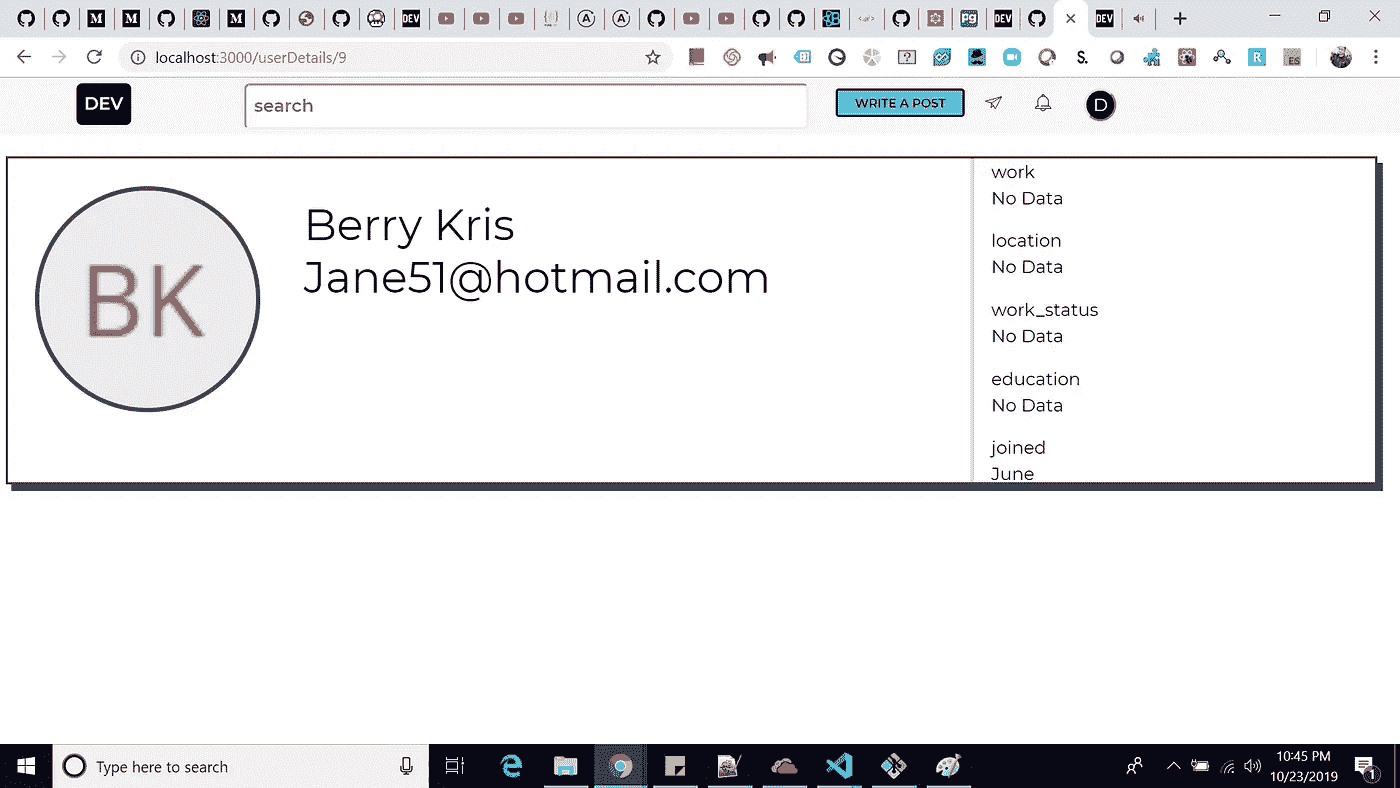 localhost:3000/userDetails/9
DEV
search
WRITE A POST
D
BK
Berry Kris
Jane51@hotmail.com
work
No Data
location
No Data
work_status
No Data
education
No Data
joined
June
Type here to search
10:45 PM
10/23/2019
1